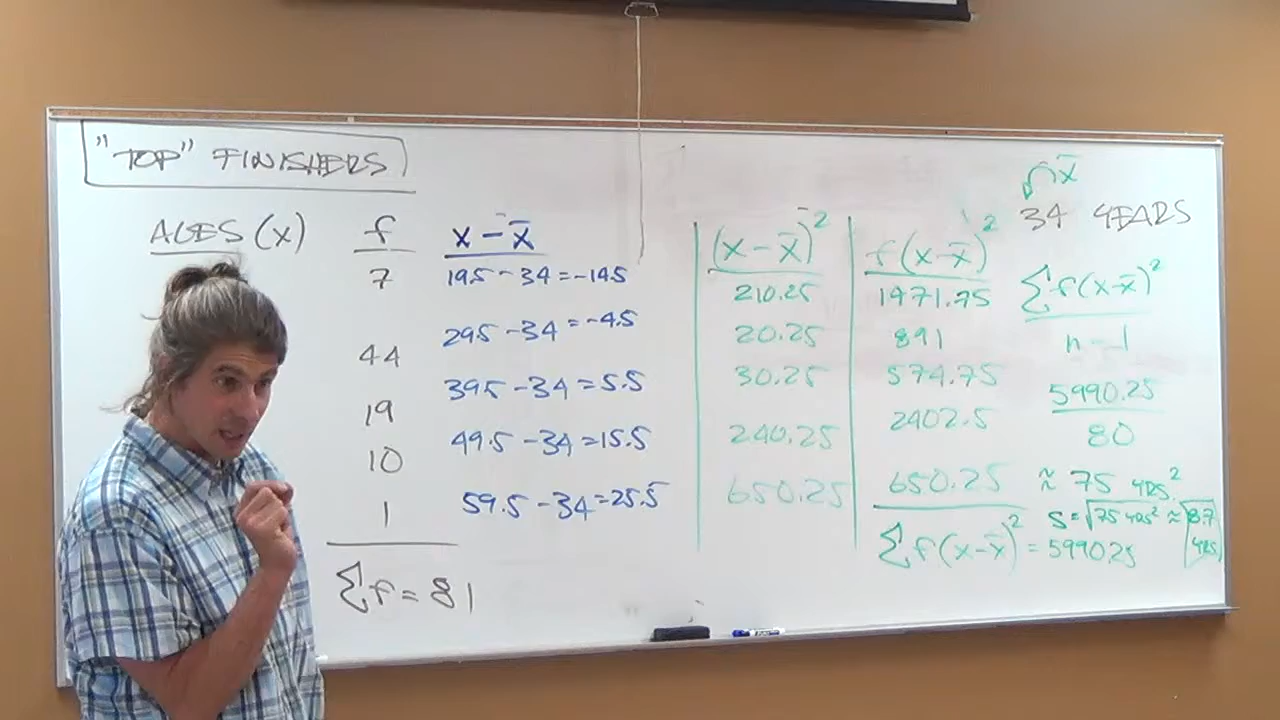 "TOP" FINISHERS
AGES (x) f x - x̄ (x - x̄)² f(x - x̄)²
7 19.5 - 34 = -14.5 210.25 1471.75
44 29.5 - 34 = -4.5 20.25 891
19 39.5 - 34 = 5.5 30.25 574.75
10 49.5 - 34 = 15.5 240.25 2402.5
1 59.5 - 34 = 25.5 650.25 650.25
Σf = 81
Σ f(x - x̄)² = 5990.25
x̄
34 YEARS
Σ f(x - x̄)²
n - 1
5990.25
80
≈ 75 YRS.²
S = √75 YRS² ≈ 8.7
YRS